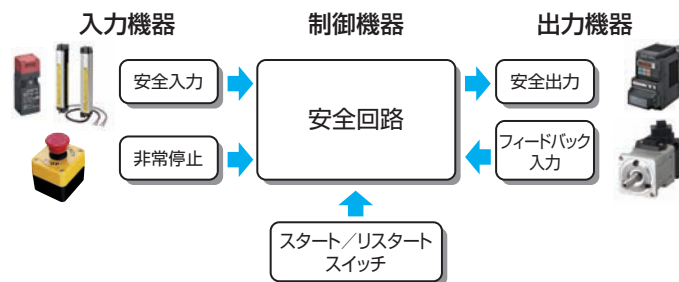 入力機器
制御機器
出力機器
安全入力
安全回路
安全出力
非常停止
フィードバック
入力
スタート／リスタート
スイッチ